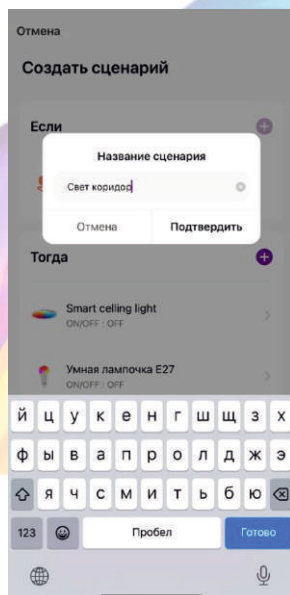 Отмена
Создать сценарий
Если
Название сценария
Свет коридор
Отмена Подтвердить
Тогда
Smart celling light
ON/OFF : OFF
Умная лампочка E27
ON/OFF : OFF
й ц у к е н г ш щ з х
ф ы в а п р о л д ж э
я ч с м и т ь б ю
123 Пробел Готово